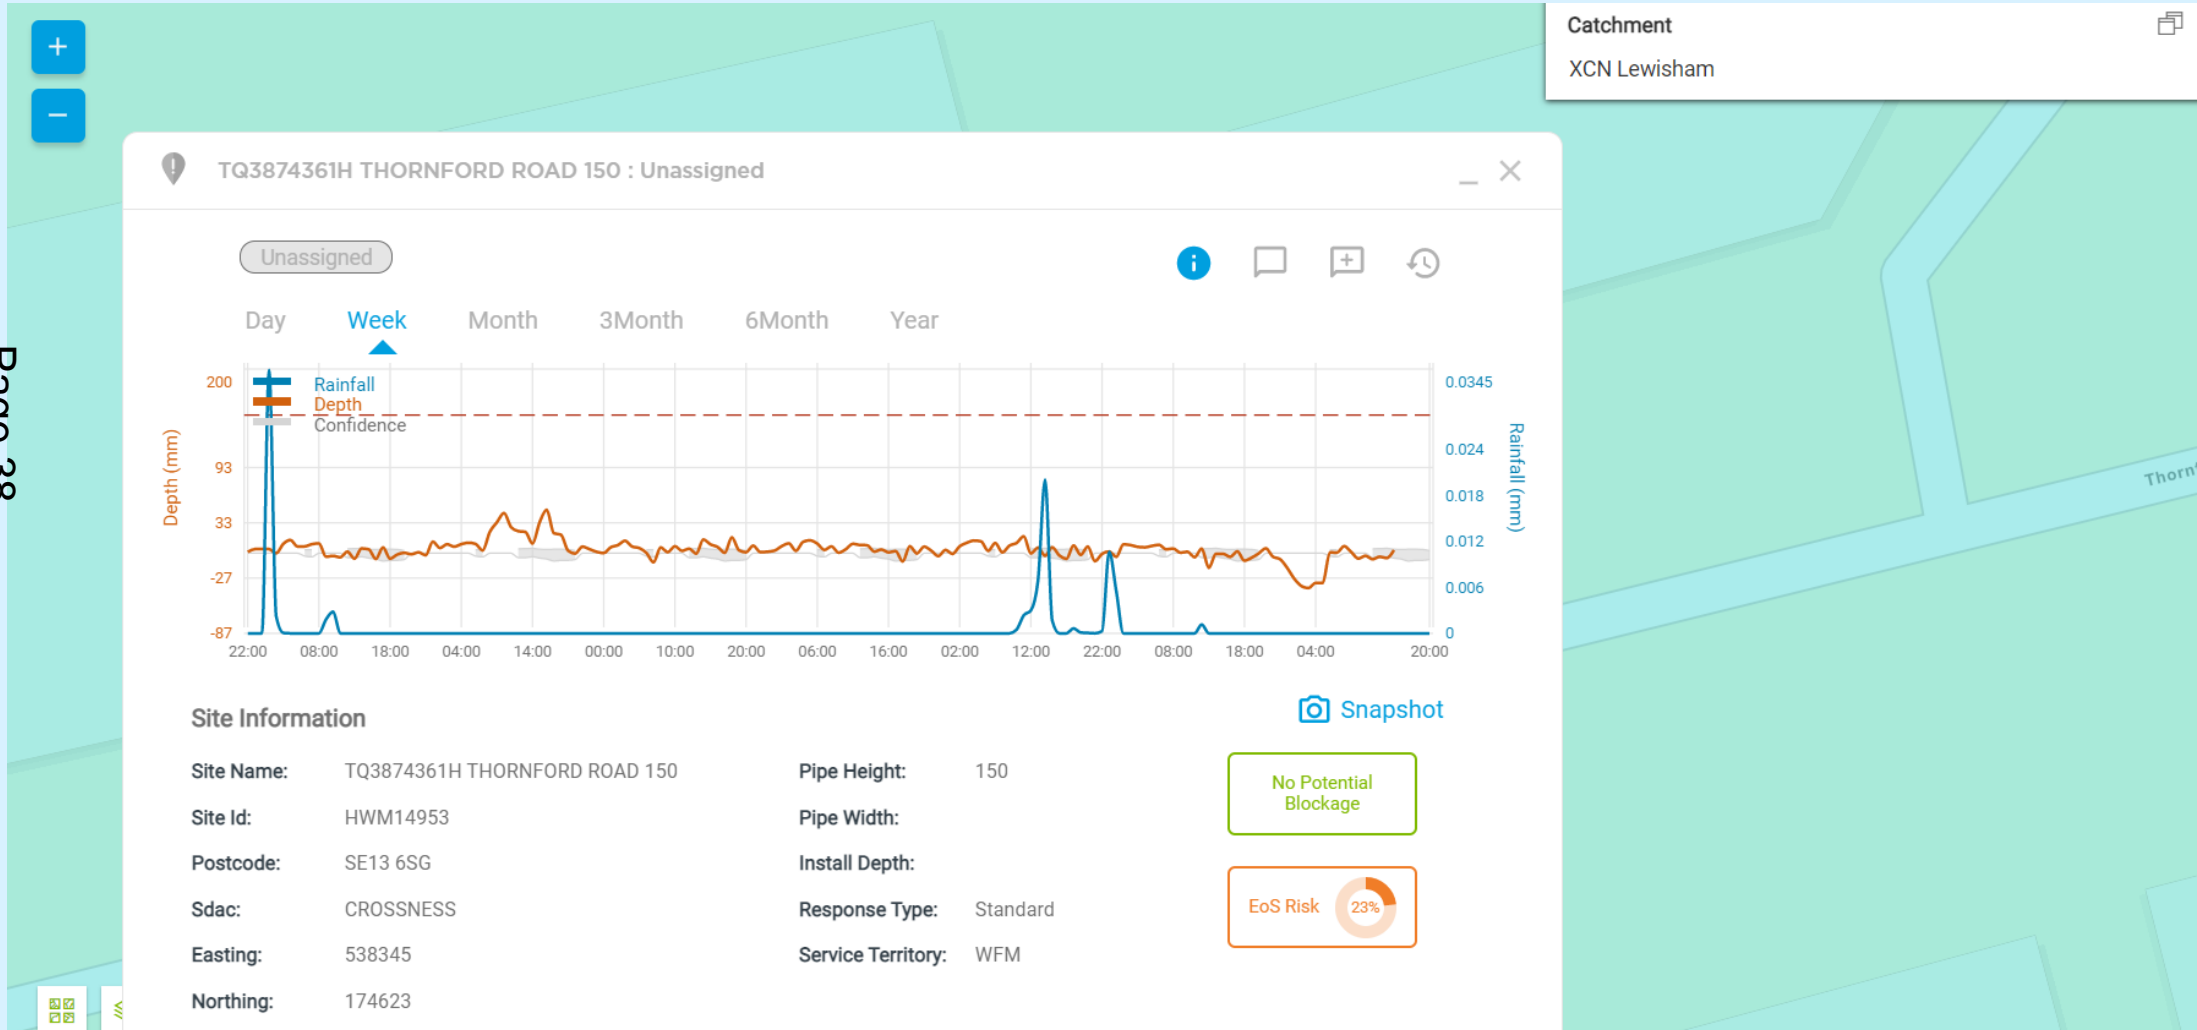 +
−
Catchment
XCN Lewisham
TQ3874361H THORNFORD ROAD 150 : Unassigned
Unassigned
Day Week Month 3Month 6Month Year
Rainfall
Depth
Confidence
Depth (mm)
200
93
33
-27
-87
0.0345
0.024
0.018
0.012
0.006
0
Rainfall (mm)
22:00 08:00 18:00 04:00 14:00 00:00 10:00 20:00 06:00 16:00 02:00 12:00 22:00 08:00 18:00 04:00 20:00
Site Information
Snapshot
Site Name: TQ3874361H THORNFORD ROAD 150
Site Id: HWM14953
Postcode: SE13 6SG
Sdac: CROSSNESS
Easting: 538345
Northing: 174623
Pipe Height: 150
Pipe Width:
Install Depth:
Response Type: Standard
Service Territory: WFM
No Potential
Blockage
EoS Risk 23%